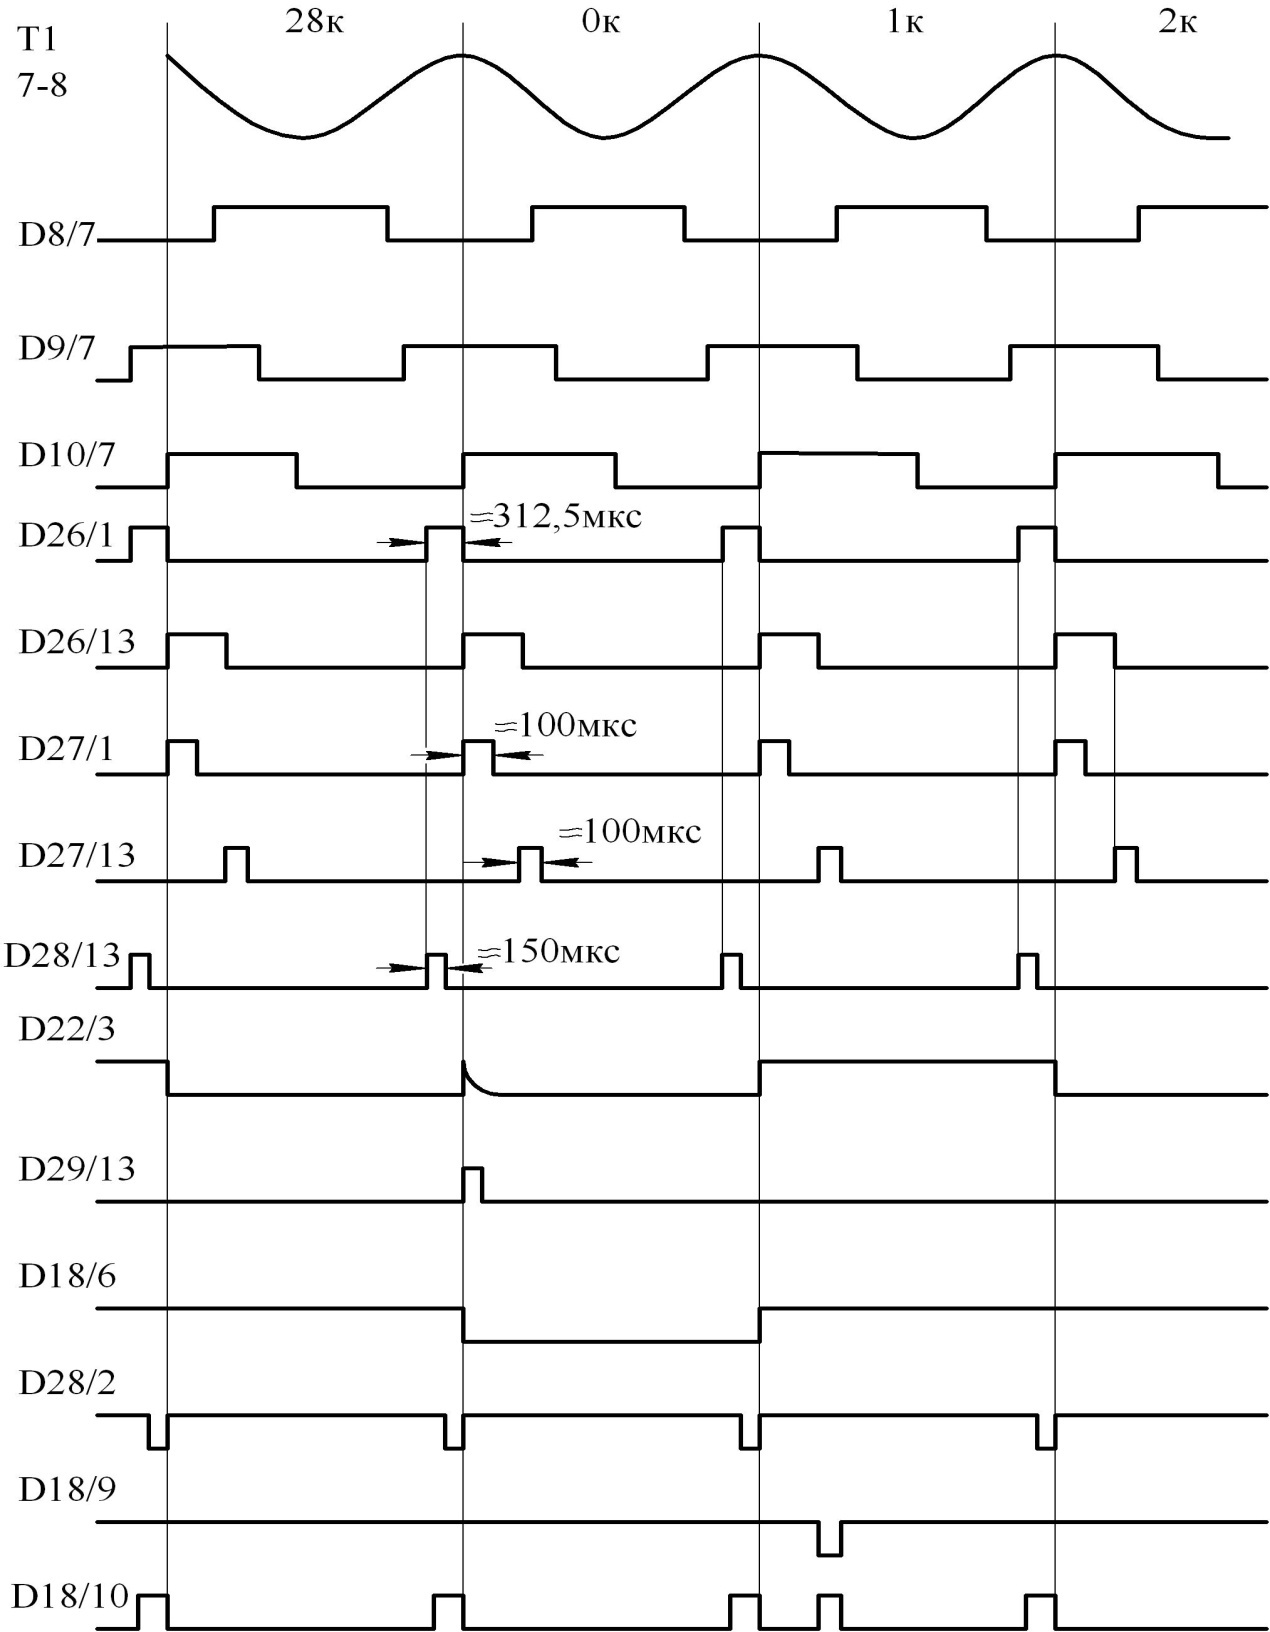 28к 0к 1к 2к
T1
7-8
D8/7
D9/7
D10/7
≈312,5мкс
D26/1
D26/13
≈100мкс
D27/1
≈100мкс
D27/13
≈150мкс
D28/13
D22/3
D29/13
D18/6
D28/2
D18/9
D18/10